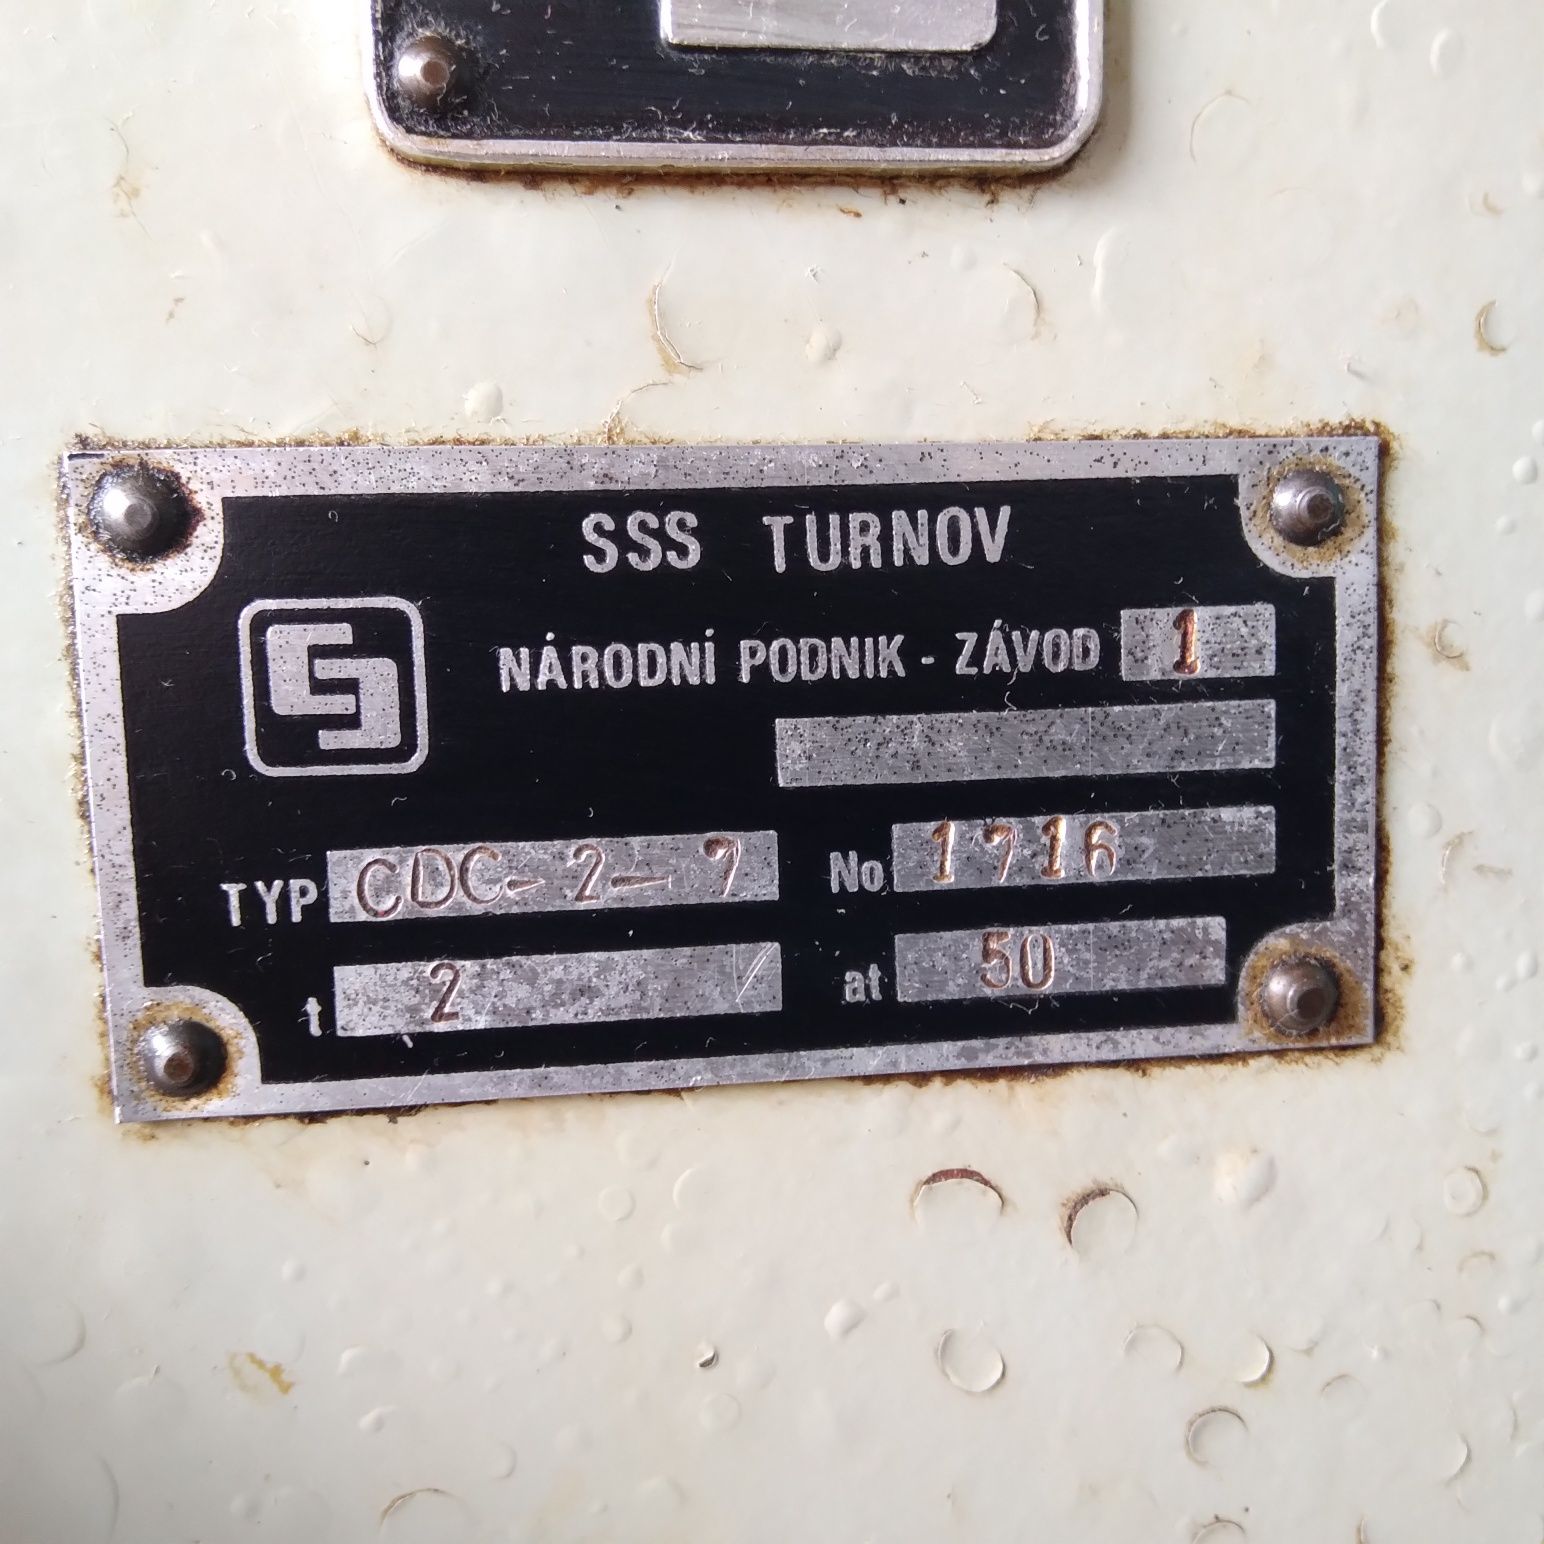 SSS TURNOV
NÁRODNÍ PODNIK - ZÁVOD 1
TYP CDC-2-7 No 1716
t 2 at 50